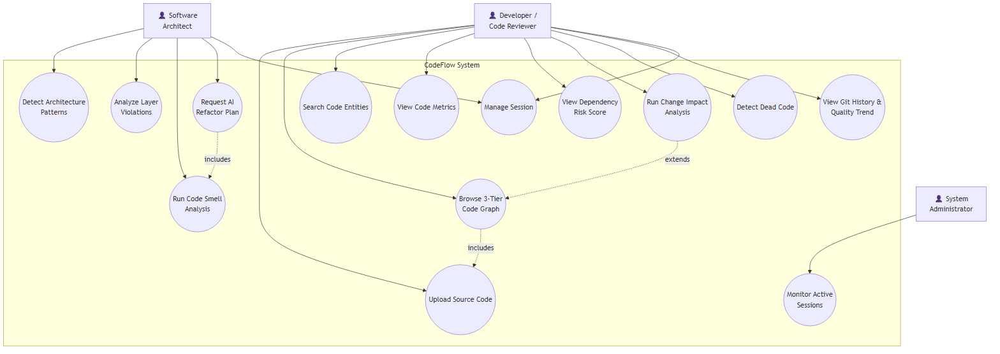 Software
Architect
Developer /
Code Reviewer
CodeFlow System
Detect Architecture
Patterns
Analyze Layer
Violations
Request AI
Refactor Plan
Search Code Entities
View Code Metrics
Manage Session
View Dependency
Risk Score
Run Change Impact
Analysis
Detect Dead Code
View Git History &
Quality Trend
includes
extends
Run Code Smell
Analysis
Browse 3-Tier
Code Graph
System
Administrator
includes
Upload Source Code
Monitor Active
Sessions